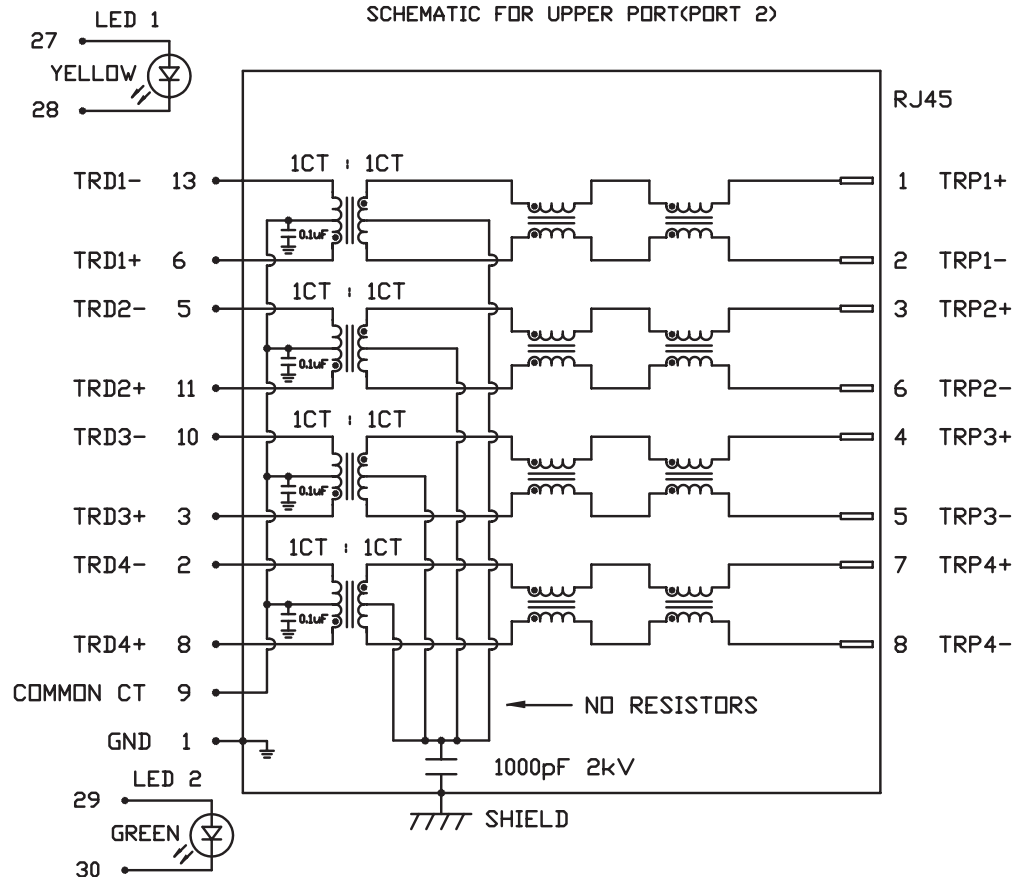 SCHEMATIC FOR UPPER PORT(PORT 2)
LED 1
27
YELLOW
28
RJ45
1CT : 1CT
TRD1- 13
1 TRP1+
0.1uF
TRD1+ 6
2 TRP1-
1CT : 1CT
TRD2- 5
3 TRP2+
0.1uF
TRD2+ 11
6 TRP2-
1CT : 1CT
TRD3- 10
4 TRP3+
0.1uF
TRD3+ 3
5 TRP3-
1CT : 1CT
TRD4- 2
7 TRP4+
0.1uF
TRD4+ 8
8 TRP4-
COMMON CT 9
NO RESISTORS
GND 1
1000pF 2kV
LED 2
29
SHIELD
GREEN
30